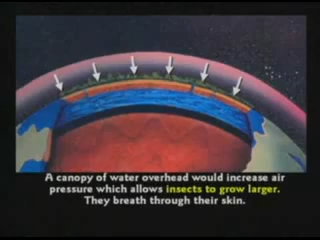 A canopy of water overhead would increase air
pressure which allows insects to grow larger.
They breath through their skin.